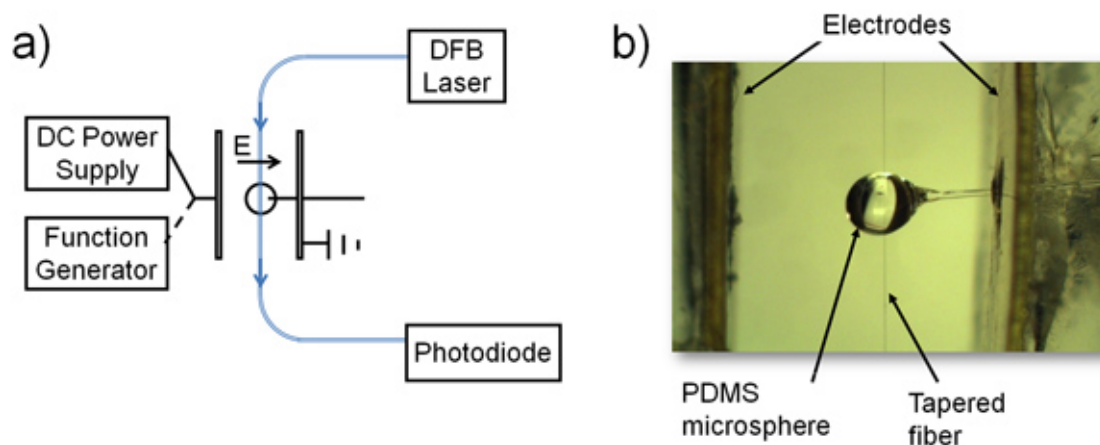 a)
DFB
Laser
DC Power
Supply
E
Function
Generator
Photodiode
b)
Electrodes
PDMS
microsphere
Tapered
fiber